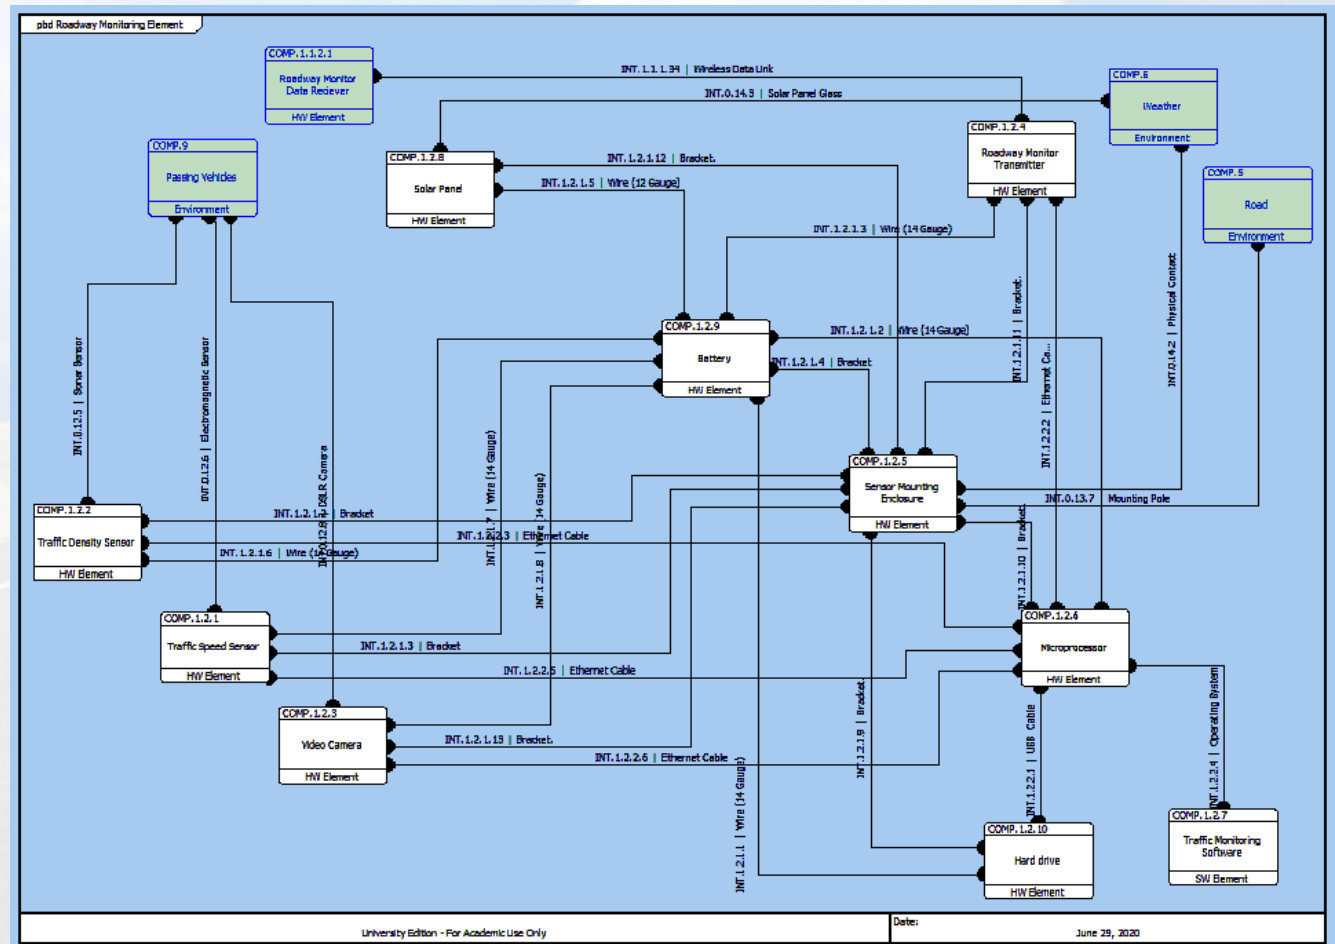 pbd Roadway Monitoring Element
COMP.1.1.2.1
Roadway Monitor
Data Reciever
HW Element
INT.1.1.1.34 | Wireless Data Link
COMP.6
Weather
Environment
INT.0.14.3 | Solar Panel Glass
COMP.1.2.4
Roadway Monitor
Transmitter
HW Element
COMP.9
Passing Vehicles
Environment
COMP.1.2.8
Solar Panel
HW Element
INT.1.2.1.12 | Bracket.
INT.1.2.1.5 | Wire (12 Gauge)
COMP.5
Road
Environment
INT.1.2.1.3 | Wire (14 Gauge)
INT.1.2.1.11 | Bracket.
INT.1.2.2.2 | Ethernet Ca...
INT.0.14.2 | Physical Contact
COMP.1.2.9
Battery
HW Element
INT.1.2.1.2 | Wire (14 Gauge)
INT.1.2.1.4 | Bracket
INT.0.12.5 | Sonar Sensor
INT.0.12.6 | Electromagnetic Sensor
DSLR Camera
INT.1.2.1.7 | Wire (14 Gauge)
INT.1.2.1.8 | Wire (14 Gauge)
COMP.1.2.5
Sensor Mounting
Enclosure
HW Element
INT.0.13.7 | Mounting Pole
COMP.1.2.2
Traffic Density Sensor
HW Element
Bracket
Ethernet Cable
INT.1.2.1.6 | Wire (14 Gauge)
INT.1.2.1.10 | Bracket.
COMP.1.2.1
Traffic Speed Sensor
HW Element
INT.1.2.1.3 | Bracket
INT.1.2.2.5 | Ethernet Cable
COMP.1.2.6
Microprocessor
HW Element
COMP.1.2.3
Video Camera
HW Element
INT.1.2.1.13 | Bracket.
INT.1.2.2.6 | Ethernet Cable
INT.1.2.1.1 | Wire (14 Gauge)
INT.1.2.1.9 | Bracket.
INT.1.2.2.1 | USB Cable
INT.1.2.2.4 | Operating System
COMP.1.2.10
Hard drive
HW Element
COMP.1.2.7
Traffic Monitoring
Software
SW Element
University Edition - For Academic Use Only
Date:
June 29, 2020